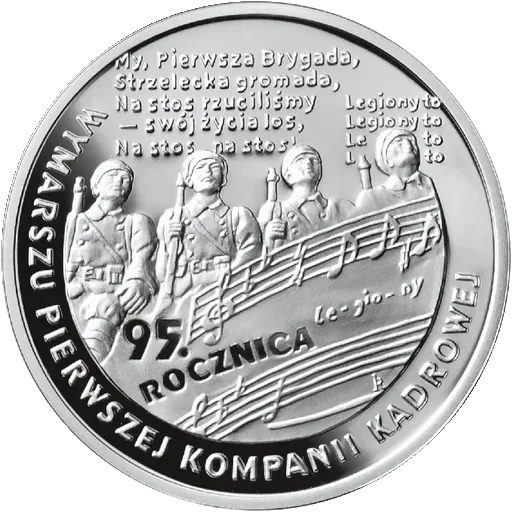 My, Pierwsza Brygada,
Strzelecka gromada,
Na stos rzuciliśmy
— swój życia los,
Na stos na stos!
Legiony to
Legiony to
Le to
L to
Le-gio-ny
95.
ROCZNICA
WYMARSZU PIERWSZEJ KOMPANII KADROWEJ